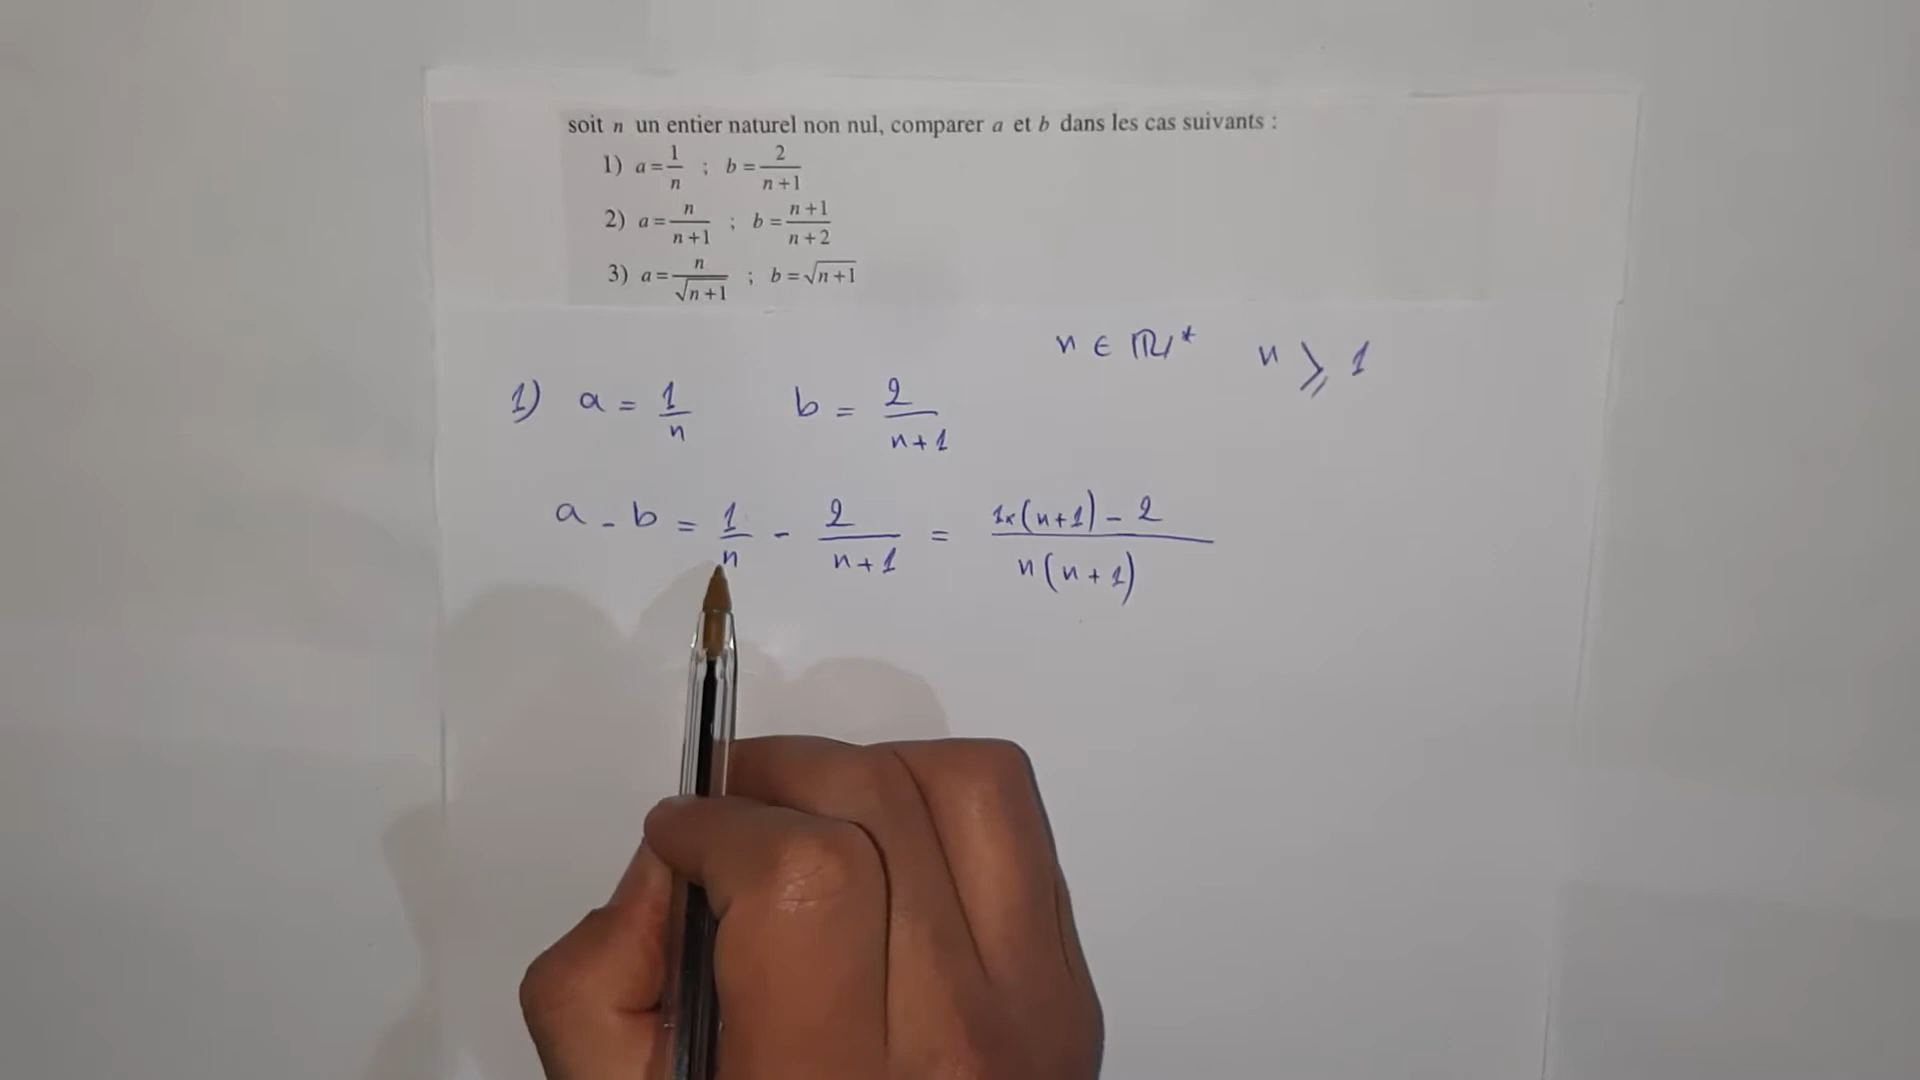 soit n un entier naturel non nul, comparer a et b dans les cas suivants :
1) a = 1/n ; b = 2/(n+1)
2) a = n/(n+1) ; b = (n+1)/(n+2)
3) a = n/√(n+1) ; b = √(n+1)
n ∈ ℕ* n ⩾ 1
1) a = 1/n b = 2/(n+1)
a - b = 1/n - 2/(n+1) = (1×(n+1) - 2)/(n(n+1))